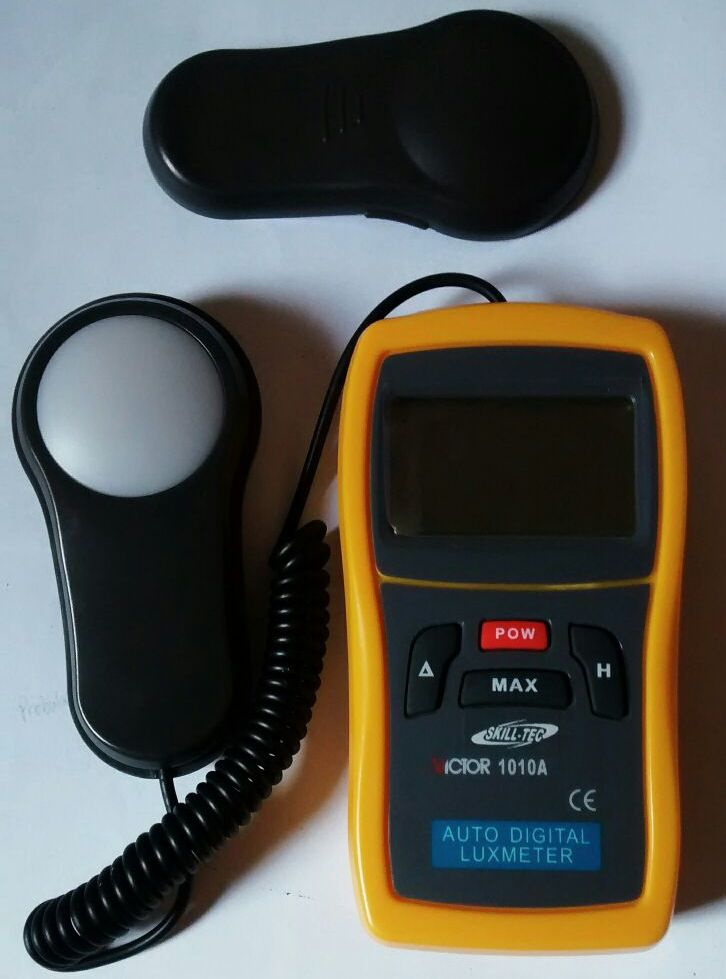 POW
Δ
MAX
H
SKILL-TEC
VICTOR 1010A
CE
AUTO DIGITAL
LUXMETER